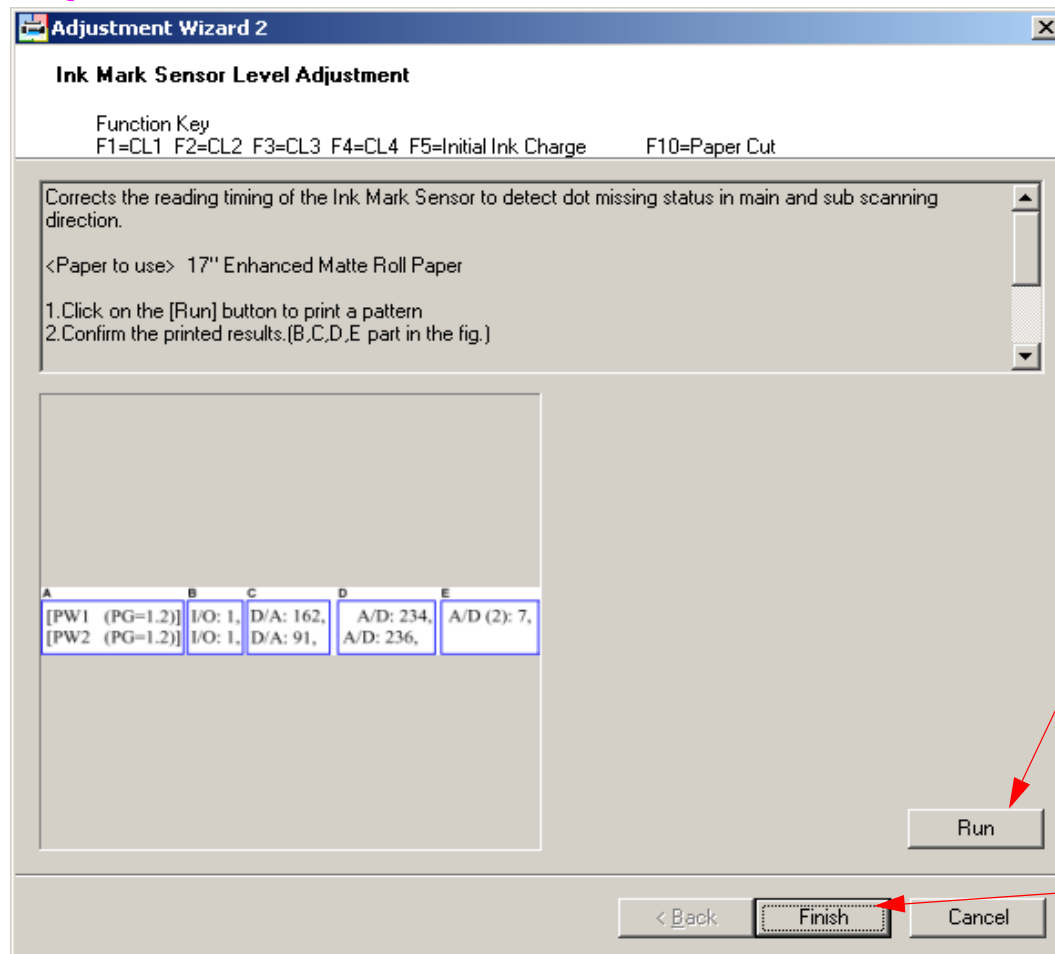 Adjustment Wizard 2
Ink Mark Sensor Level Adjustment
Function Key
F1=CL1 F2=CL2 F3=CL3 F4=CL4 F5=Initial Ink Charge F10=Paper Cut
Corrects the reading timing of the Ink Mark Sensor to detect dot missing status in main and sub scanning
direction.
<Paper to use> 17" Enhanced Matte Roll Paper
1.Click on the [Run] button to print a pattern
2.Confirm the printed results.(B,C,D,E part in the fig.)
A B C D E
[PW1 (PG=1.2)] I/O: 1, D/A: 162, A/D: 234, A/D (2): 7,
[PW2 (PG=1.2)] I/O: 1, D/A: 91, A/D: 236,
Run
< Back Finish Cancel